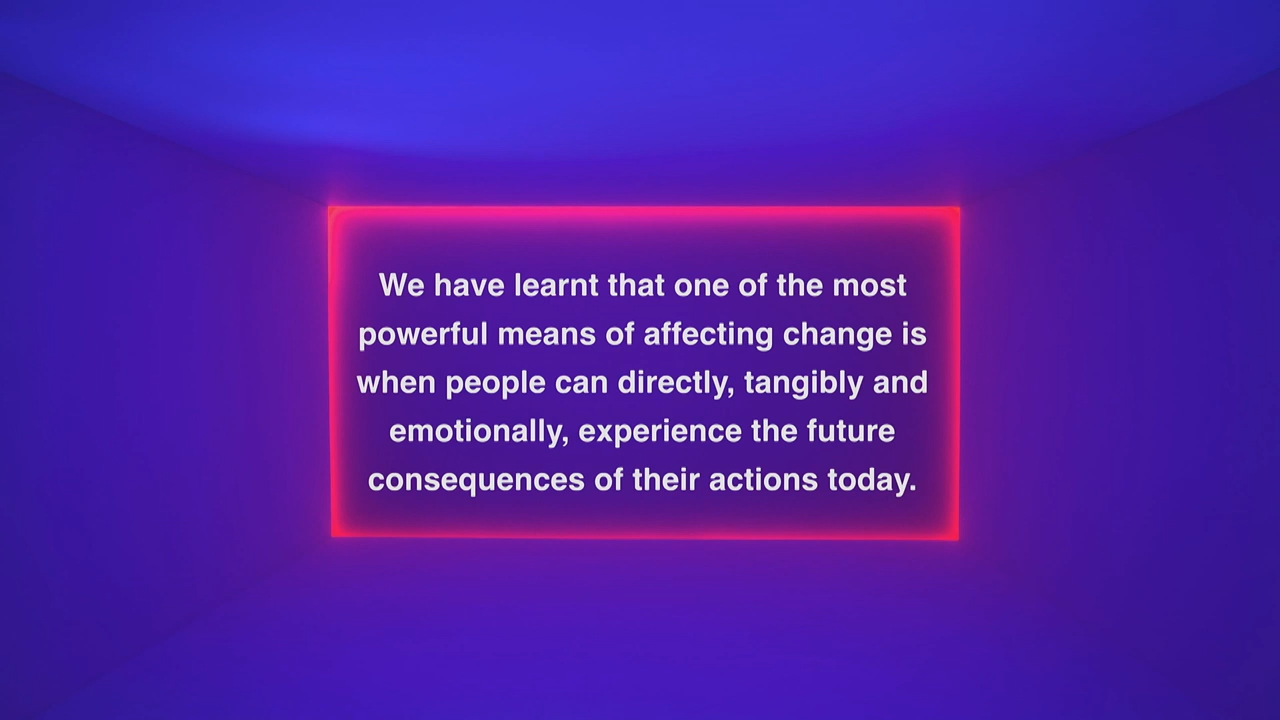 We have learnt that one of the most
powerful means of affecting change is
when people can directly, tangibly and
emotionally, experience the future
consequences of their actions today.